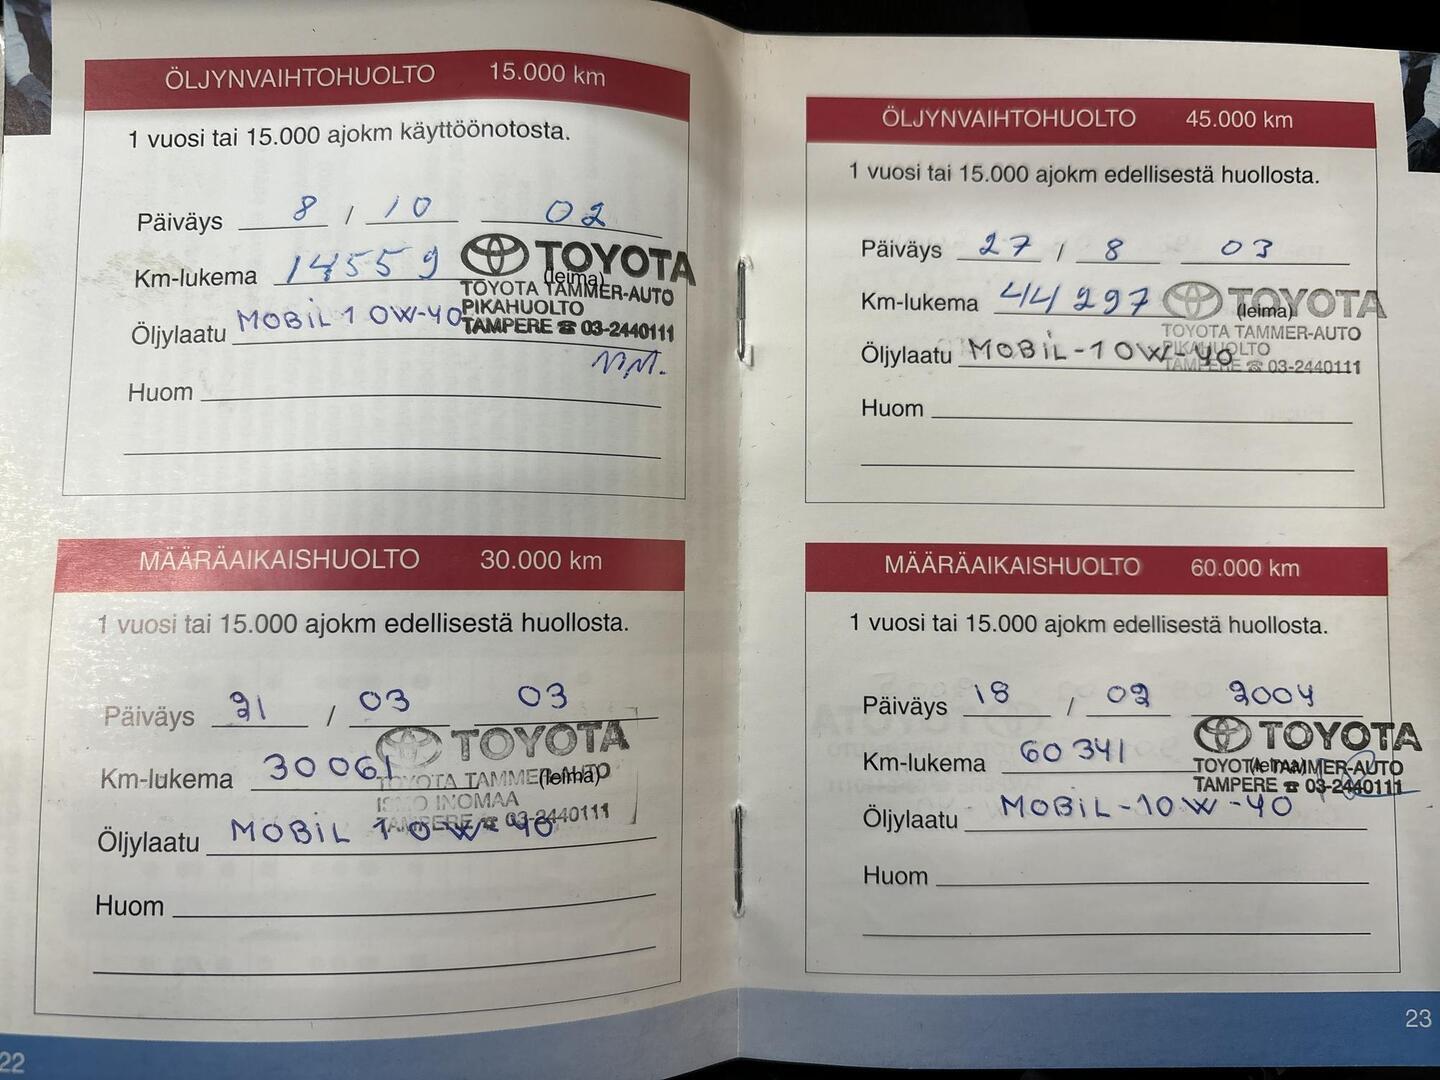 ÖLJYNVAIHTOHUOLTO 15.000 km
1 vuosi tai 15.000 ajokm käyttöönotosta.
Päiväys 8 / 10 02
Km-lukema 14559 (leima)
TOYOTA
TOYOTA TAMMER-AUTO
PIKAHUOLTO
TAMPERE ☎ 03-2440111
Öljylaatu MOBIL 1 0W-40
Huom
MÄÄRÄAIKAISHUOLTO 30.000 km
1 vuosi tai 15.000 ajokm edellisestä huollosta.
Päiväys 21 / 03 03
Km-lukema 30061 (leima)
TOYOTA
TOYOTA TAMMER-AUTO
ISMO INOMAA
TAMPERE ☎ 03-2440111
Öljylaatu MOBIL 1 0W-40
Huom
22
ÖLJYNVAIHTOHUOLTO 45.000 km
1 vuosi tai 15.000 ajokm edellisestä huollosta.
Päiväys 27 / 8 03
Km-lukema 44297 (leima)
TOYOTA
TOYOTA TAMMER-AUTO
PIKAHUOLTO
TAMPERE ☎ 03-2440111
Öljylaatu MOBIL-1 0W-40
Huom
MÄÄRÄAIKAISHUOLTO 60.000 km
1 vuosi tai 15.000 ajokm edellisestä huollosta.
Päiväys 18 / 02 2004
Km-lukema 60341 (leima)
TOYOTA
TOYOTA TAMMER-AUTO
TAMPERE ☎ 03-2440111
Öljylaatu MOBIL-10W-40
Huom
23